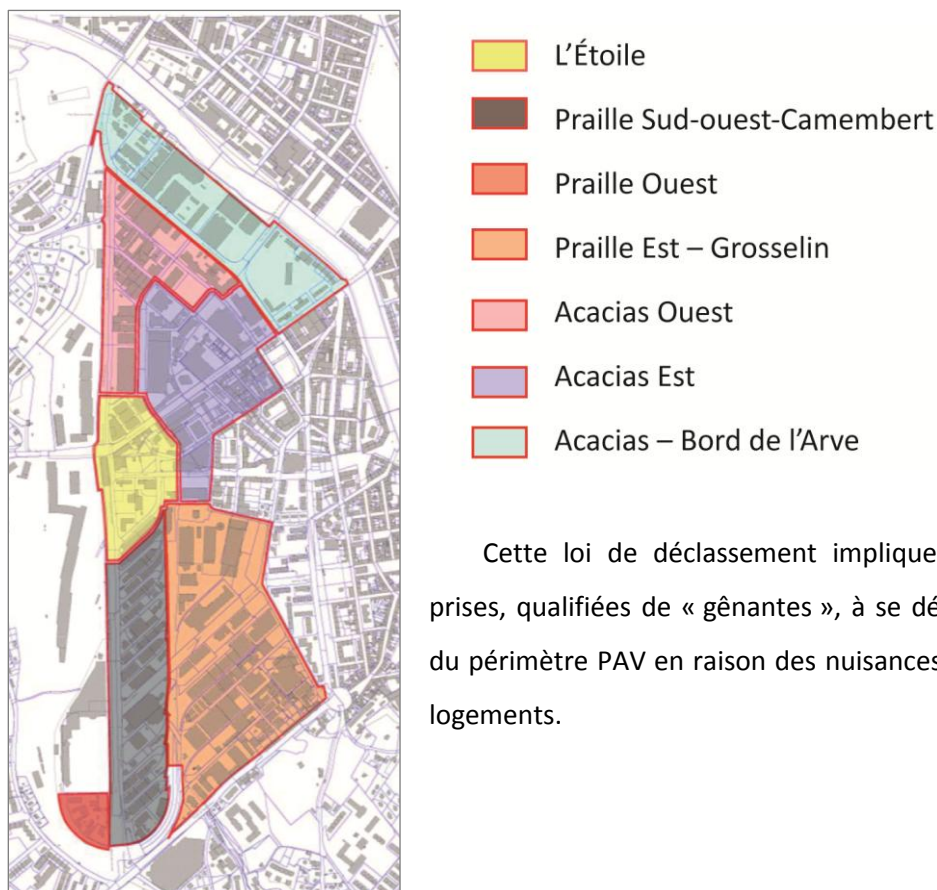 L’Étoile
Praille Sud-ouest-Camembert
Praille Ouest
Praille Est – Grosselin
Acacias Ouest
Acacias Est
Acacias – Bord de l’Arve
Cette loi de déclassement implique
prises, qualifiées de « gênantes », à se dé
du périmètre PAV en raison des nuisances
logements.